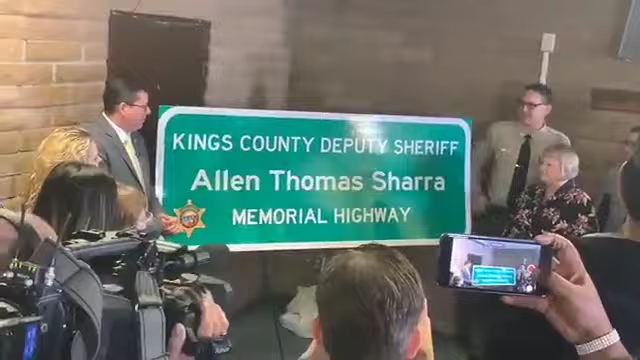 KINGS COUNTY DEPUTY SHERIFF
Allen Thomas Sharra
MEMORIAL HIGHWAY